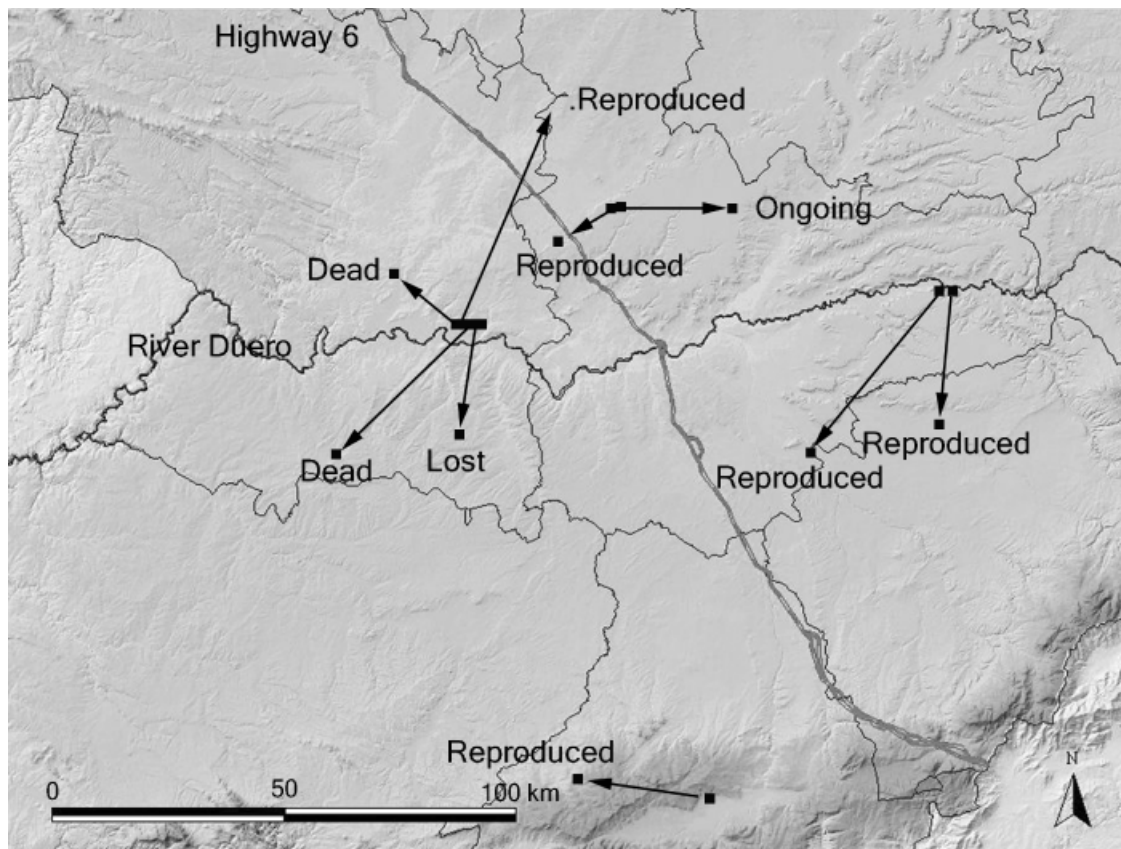 Highway 6
.Reproduced
Ongoing
Reproduced
Dead
River Duero
Dead
Lost
Reproduced
Reproduced
Reproduced
0 50 100 km
N